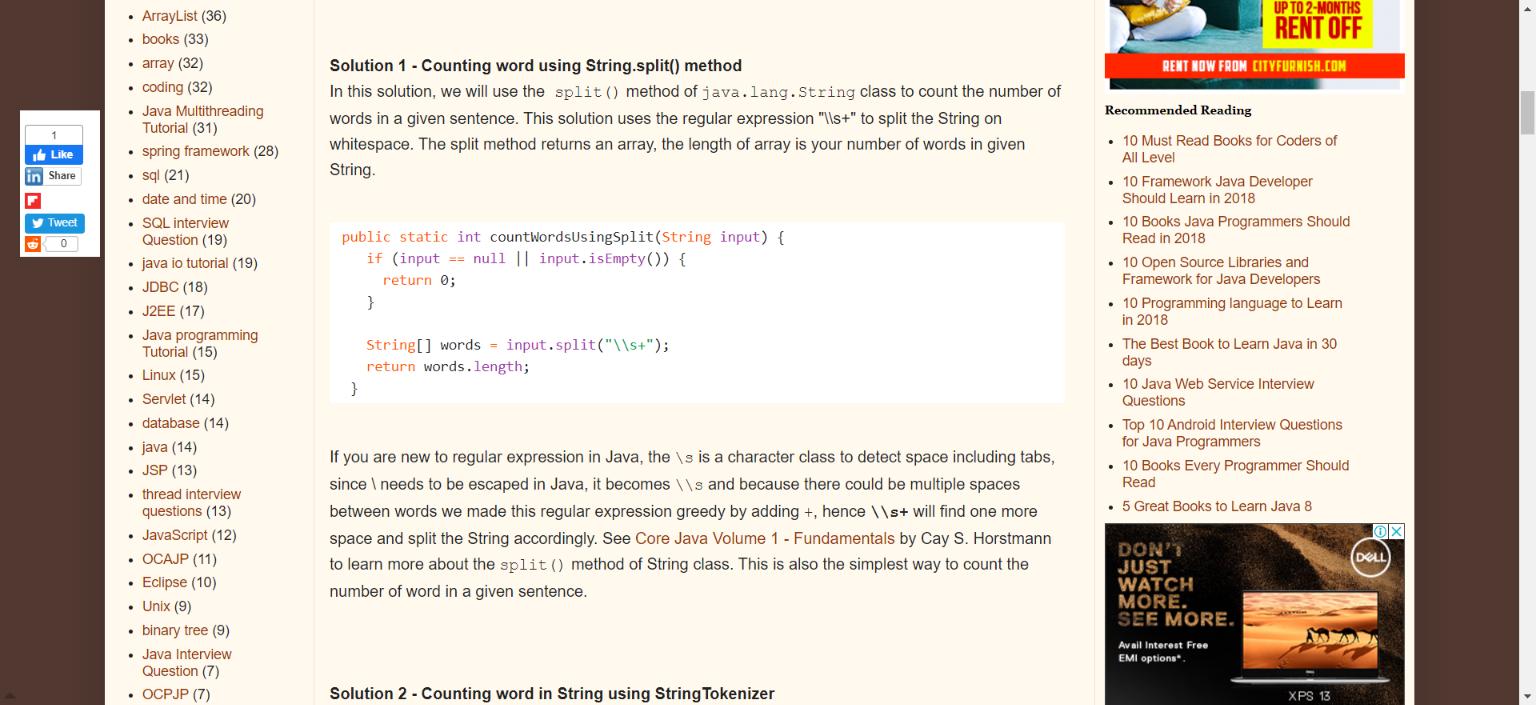 1
Like
Share
Tweet
0
ArrayList (36)
books (33)
array (32)
coding (32)
Java Multithreading
Tutorial (31)
spring framework (28)
sql (21)
date and time (20)
SQL interview
Question (19)
java io tutorial (19)
JDBC (18)
J2EE (17)
Java programming
Tutorial (15)
Linux (15)
Servlet (14)
database (14)
java (14)
JSP (13)
thread interview
questions (13)
JavaScript (12)
OCAJP (11)
Eclipse (10)
Unix (9)
binary tree (9)
Java Interview
Question (7)
OCPJP (7)
Solution 1 - Counting word using String.split() method
In this solution, we will use the split() method of java.lang.String class to count the number of
words in a given sentence. This solution uses the regular expression "\\s+" to split the String on
whitespace. The split method returns an array, the length of array is your number of words in given
String.
public static int countWordsUsingSplit(String input) {
if (input == null || input.isEmpty()) {
return 0;
}
String[] words = input.split("\\s+");
return words.length;
}
If you are new to regular expression in Java, the \s is a character class to detect space including tabs,
since \ needs to be escaped in Java, it becomes \\s and because there could be multiple spaces
between words we made this regular expression greedy by adding +, hence \\s+ will find one more
space and split the String accordingly. See Core Java Volume 1 - Fundamentals by Cay S. Horstmann
to learn more about the split() method of String class. This is also the simplest way to count the
number of word in a given sentence.
Solution 2 - Counting word in String using StringTokenizer
UP TO 2-MONTHS
RENT OFF
RENT NOW FROM CITYFURNISH.COM
Recommended Reading
10 Must Read Books for Coders of
All Level
10 Framework Java Developer
Should Learn in 2018
10 Books Java Programmers Should
Read in 2018
10 Open Source Libraries and
Framework for Java Developers
10 Programming language to Learn
in 2018
The Best Book to Learn Java in 30
days
10 Java Web Service Interview
Questions
Top 10 Android Interview Questions
for Java Programmers
10 Books Every Programmer Should
Read
5 Great Books to Learn Java 8
DON'T
JUST
WATCH
MORE.
SEE MORE.
DELL
Avail Interest Free
EMI options*.
XPS 13